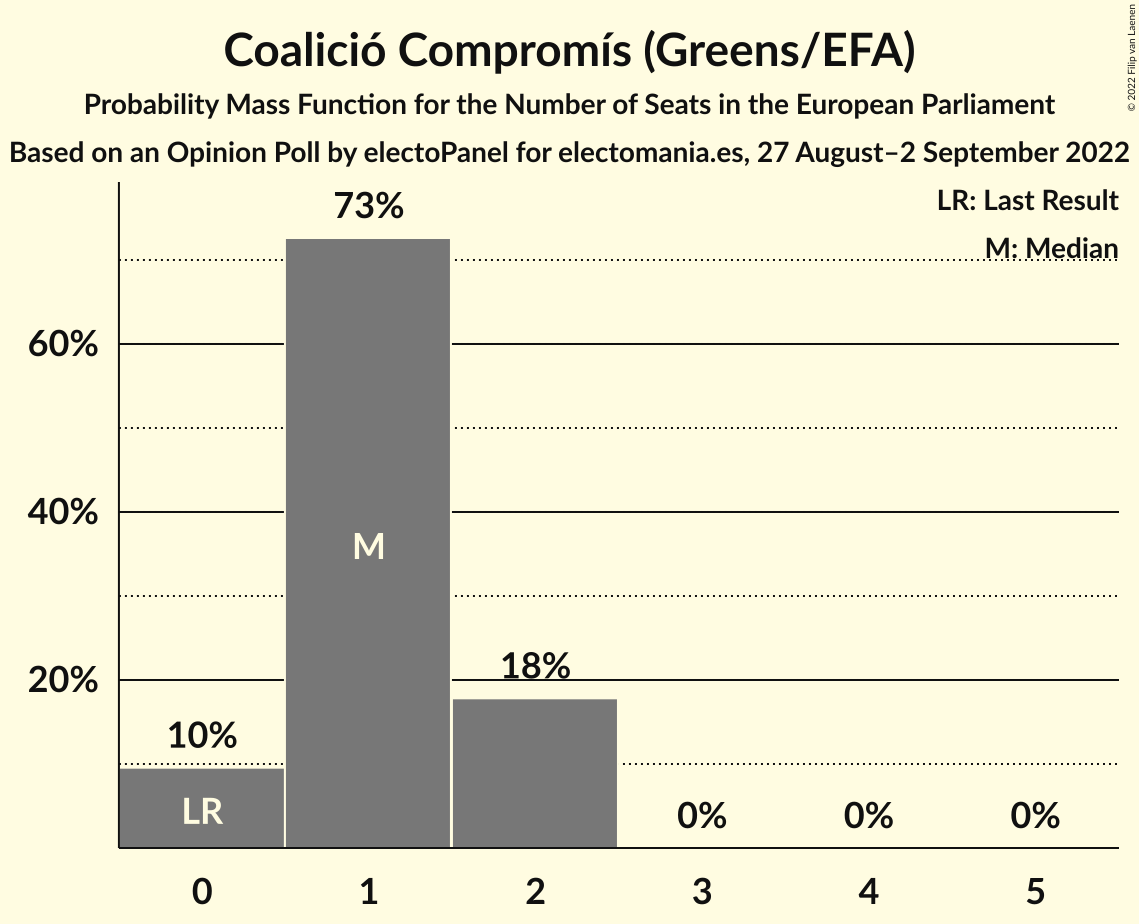 Coalició Compromís (Greens/EFA)
Probability Mass Function for the Number of Seats in the European Parliament
Based on an Opinion Poll by electoPanel for electomania.es, 27 August–2 September 2022
© 2022 Filip van Laenen
LR: Last Result
M: Median
73%
60%
40%
M
20%
18%
10%
LR
0%
0%
0%
0
1
2
3
4
5